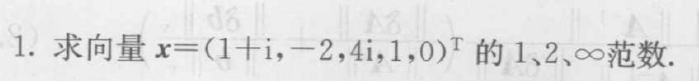 1. 求向量 x=(1+i,-2,4i,1,0)ᵀ 的 1、2、∞范数.